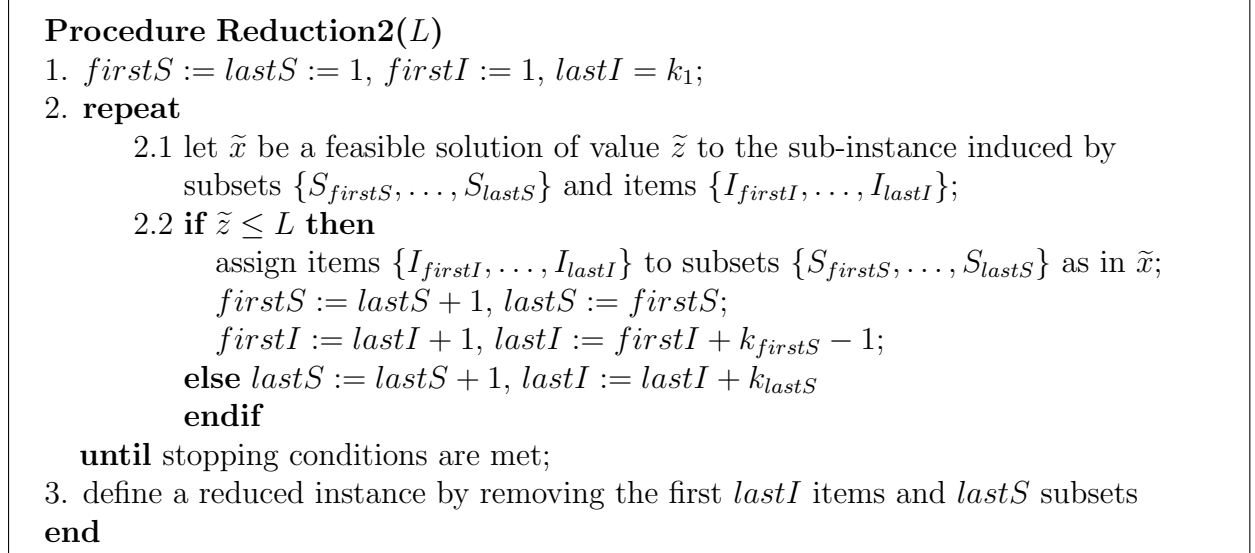 Procedure Reduction2(L)
1. firstS := lastS := 1, firstI := 1, lastI = k₁;
2. repeat
2.1 let x̃ be a feasible solution of value z̃ to the sub-instance induced by
subsets {S_firstS, . . . , S_lastS} and items {I_firstI, . . . , I_lastI};
2.2 if z̃ ≤ L then
assign items {I_firstI, . . . , I_lastI} to subsets {S_firstS, . . . , S_lastS} as in x̃;
firstS := lastS + 1, lastS := firstS;
firstI := lastI + 1, lastI := firstI + k_firstS − 1;
else lastS := lastS + 1, lastI := lastI + k_lastS
endif
until stopping conditions are met;
3. define a reduced instance by removing the first lastI items and lastS subsets
end